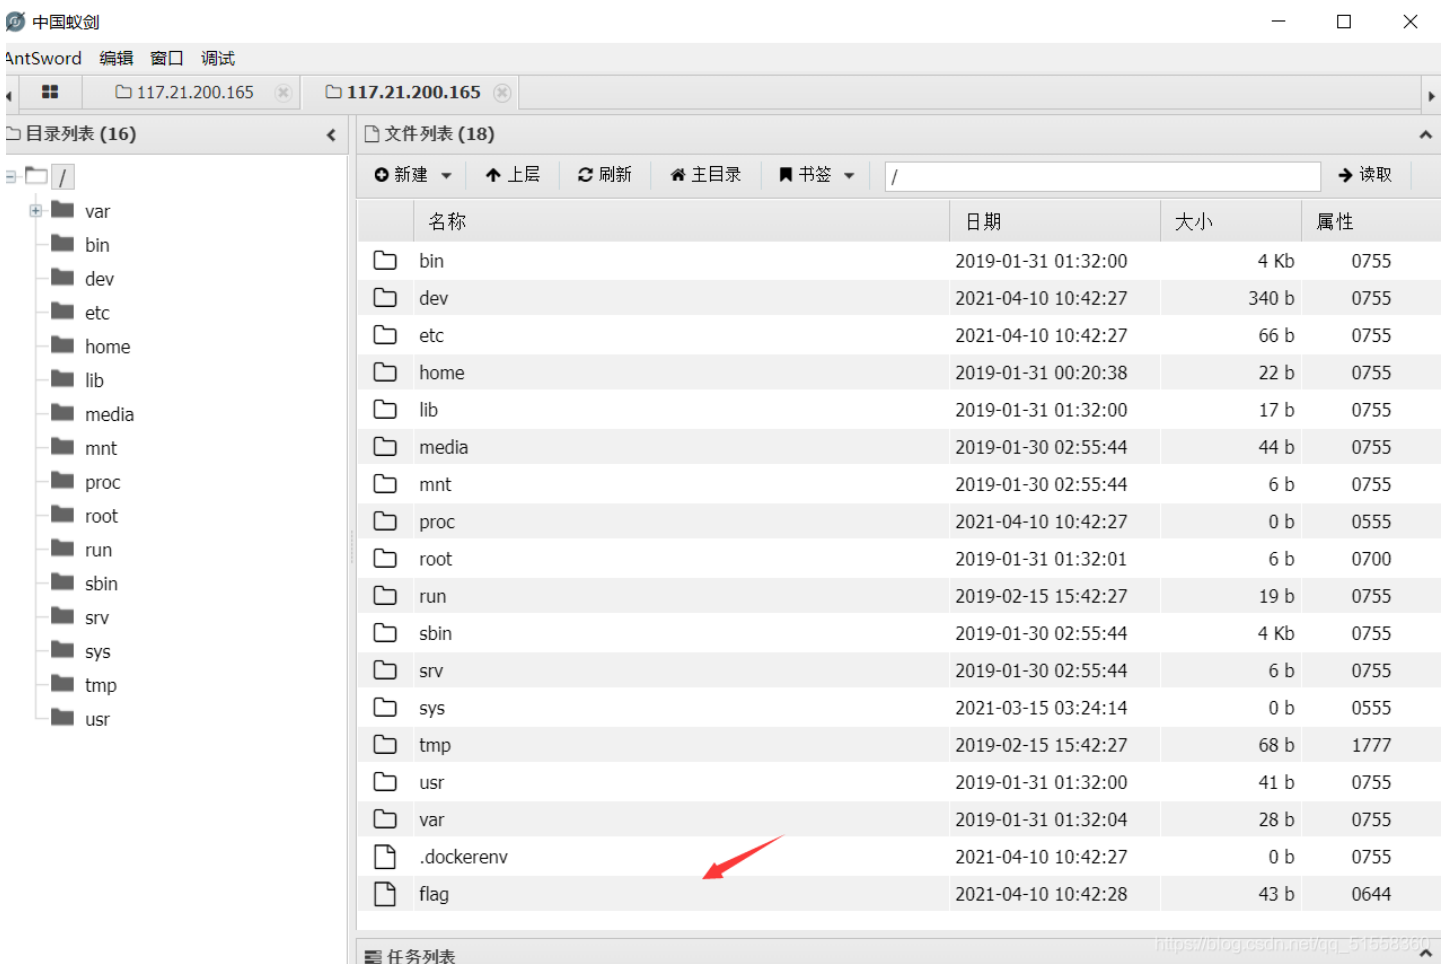 中国蚁剑
AntSword 编辑 窗口 调试
117.21.200.165 117.21.200.165
目录列表 (16)
/
var
bin
dev
etc
home
lib
media
mnt
proc
root
run
sbin
srv
sys
tmp
usr
文件列表 (18)
新建 上层 刷新 主目录 书签 / 读取
名称 日期 大小 属性
bin 2019-01-31 01:32:00 4 Kb 0755
dev 2021-04-10 10:42:27 340 b 0755
etc 2021-04-10 10:42:27 66 b 0755
home 2019-01-31 00:20:38 22 b 0755
lib 2019-01-31 01:32:00 17 b 0755
media 2019-01-30 02:55:44 44 b 0755
mnt 2019-01-30 02:55:44 6 b 0755
proc 2021-04-10 10:42:27 0 b 0555
root 2019-01-31 01:32:01 6 b 0700
run 2019-02-15 15:42:27 19 b 0755
sbin 2019-01-30 02:55:44 4 Kb 0755
srv 2019-01-30 02:55:44 6 b 0755
sys 2021-03-15 03:24:14 0 b 0555
tmp 2019-02-15 15:42:27 68 b 1777
usr 2019-01-31 01:32:00 41 b 0755
var 2019-01-31 01:32:04 28 b 0755
.dockerenv 2021-04-10 10:42:27 0 b 0755
flag 2021-04-10 10:42:28 43 b 0644
任务列表
https://blog.csdn.net/qq_51558360